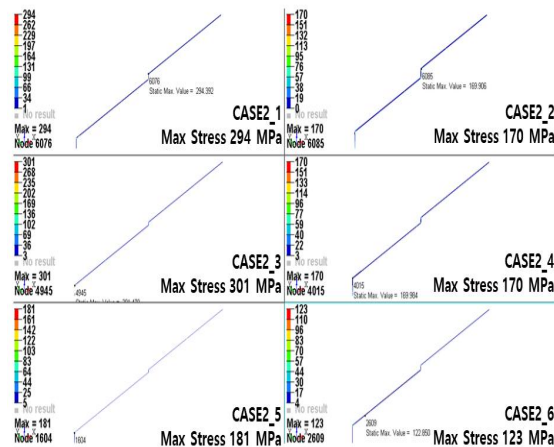 294
262
229
197
164
131
99
66
34
1
No result
Max = 294
Node 6076
6076
Static Max. Value = 294.392
CASE2_1
Max Stress 294 MPa
170
151
132
113
95
76
57
38
19
0
No result
Max = 170
Node 6085
6085
Static Max. Value = 169.906
CASE2_2
Max Stress 170 MPa
301
268
235
202
169
136
102
69
36
3
No result
Max = 301
Node 4945
4945
CASE2_3
Max Stress 301 MPa
170
151
133
114
96
77
59
40
22
3
No result
Max = 170
Node 4015
4015
Static Max. Value = 169.984
CASE2_4
Max Stress 170 MPa
181
161
142
122
103
83
64
44
25
5
No result
Max = 181
Node 1604
1604
CASE2_5
Max Stress 181 MPa
123
110
96
83
70
57
44
30
17
4
No result
Max = 123
Node 2609
2609
Static Max. Value = 122.850
CASE2_6
Max Stress 123 MPa